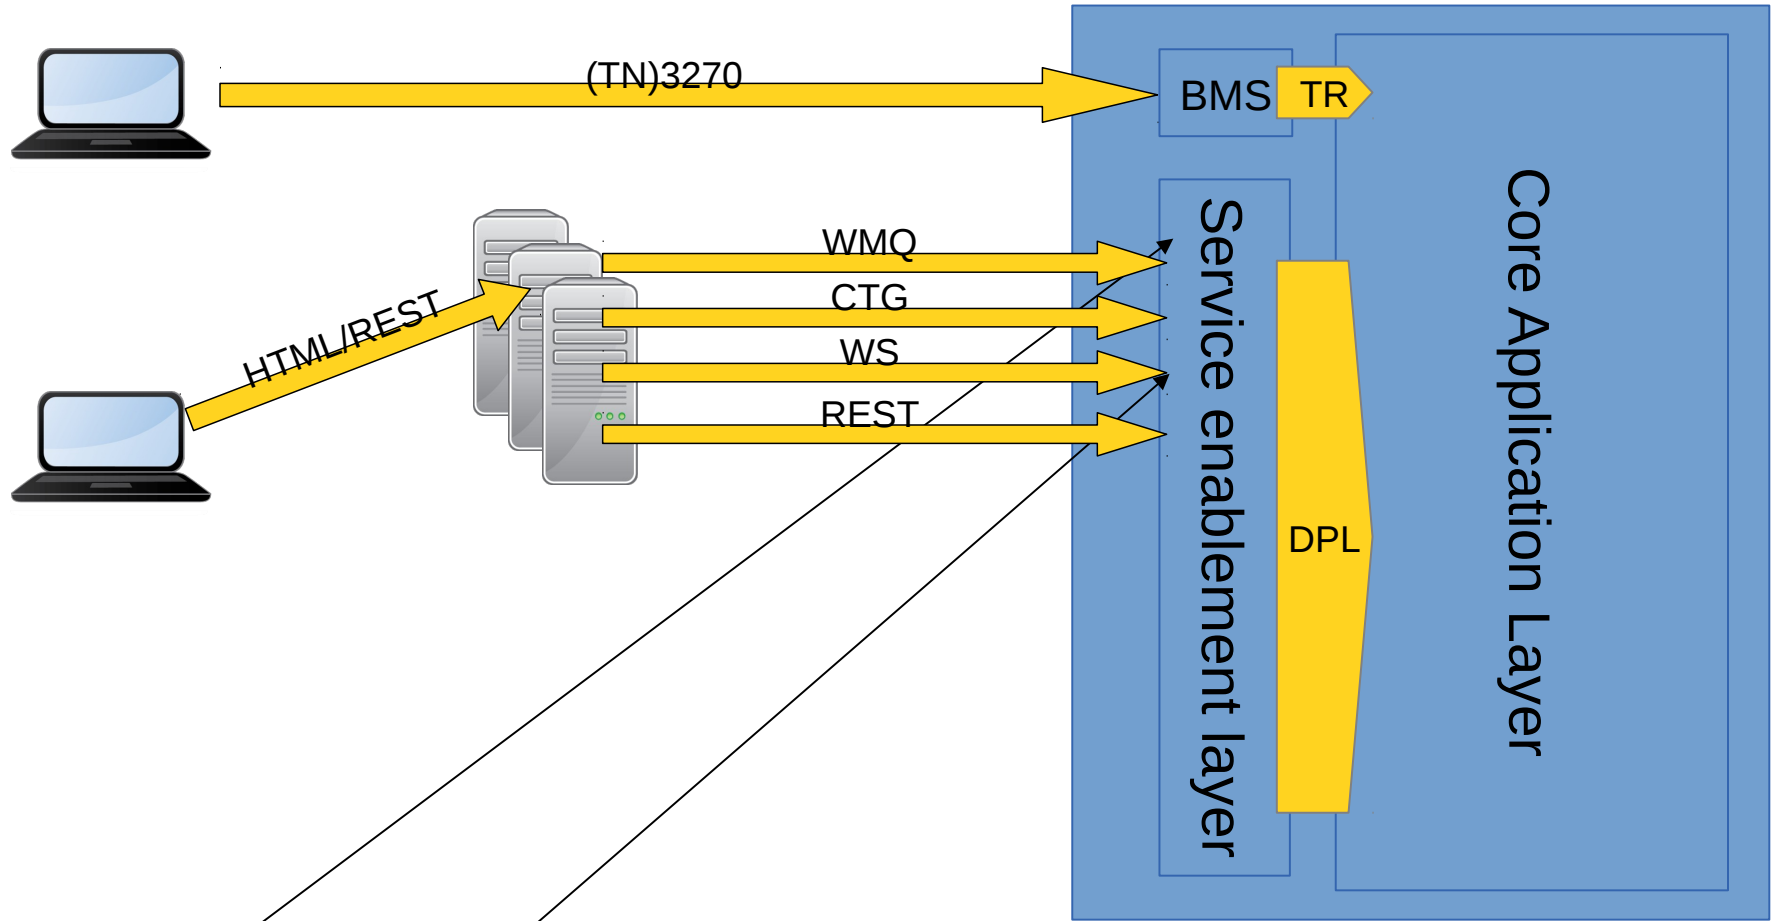 (TN)3270
BMS
TR
HTML/REST
WMQ
CTG
WS
REST
Service enablement layer
DPL
Core Application Layer